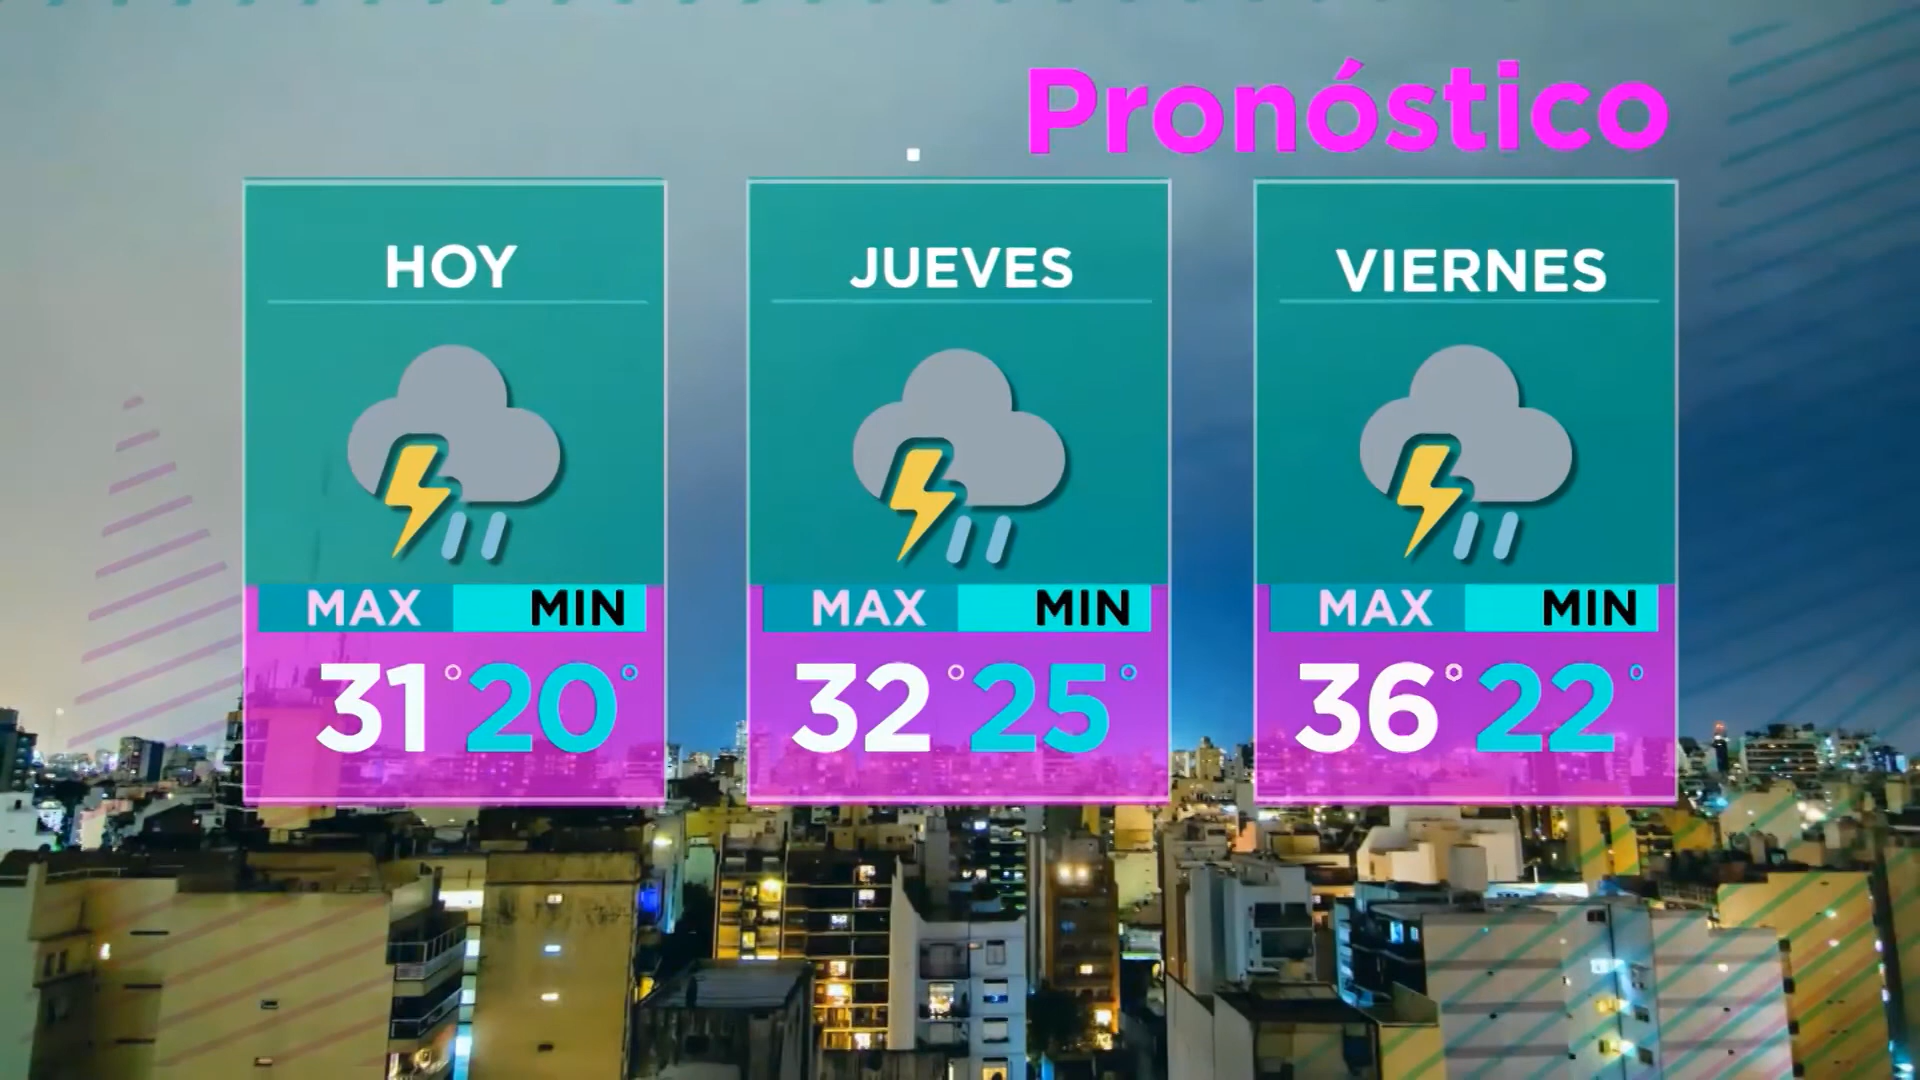 Pronóstico
HOY
MAX MIN
31° 20°
JUEVES
MAX MIN
32° 25°
VIERNES
MAX MIN
36° 22°